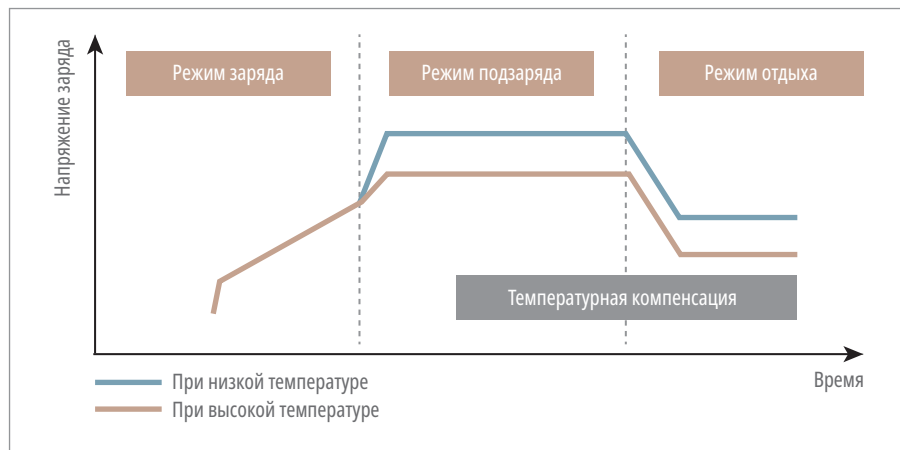 Напряжение заряда
Режим заряда
Режим подзаряда
Режим отдыха
Температурная компенсация
Время
При низкой температуре
При высокой температуре